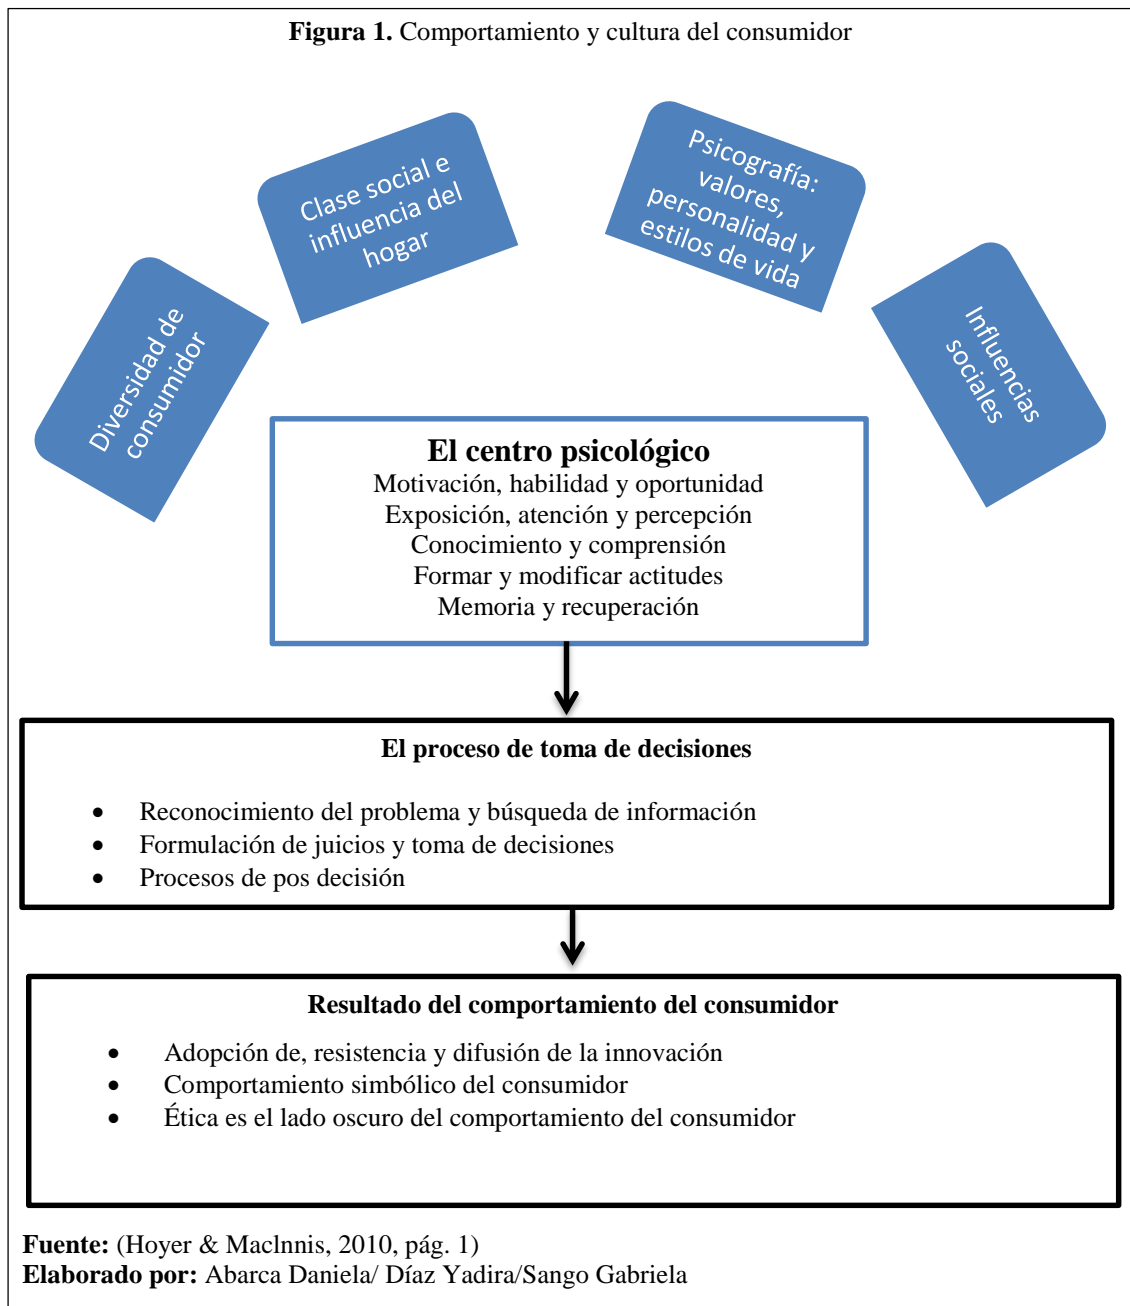 Figura 1. Comportamiento y cultura del consumidor
Diversidad de
consumidor
Clase social e
influencia del
hogar
Psicografía:
valores,
personalidad y
estilos de vida
Influencias
sociales
El centro psicológico
Motivación, habilidad y oportunidad
Exposición, atención y percepción
Conocimiento y comprensión
Formar y modificar actitudes
Memoria y recuperación
El proceso de toma de decisiones
• Reconocimiento del problema y búsqueda de información
• Formulación de juicios y toma de decisiones
• Procesos de pos decisión
Resultado del comportamiento del consumidor
• Adopción de, resistencia y difusión de la innovación
• Comportamiento simbólico del consumidor
• Ética es el lado oscuro del comportamiento del consumidor
Fuente: (Hoyer & Maclnnis, 2010, pág. 1)
Elaborado por: Abarca Daniela/ Díaz Yadira/Sango Gabriela